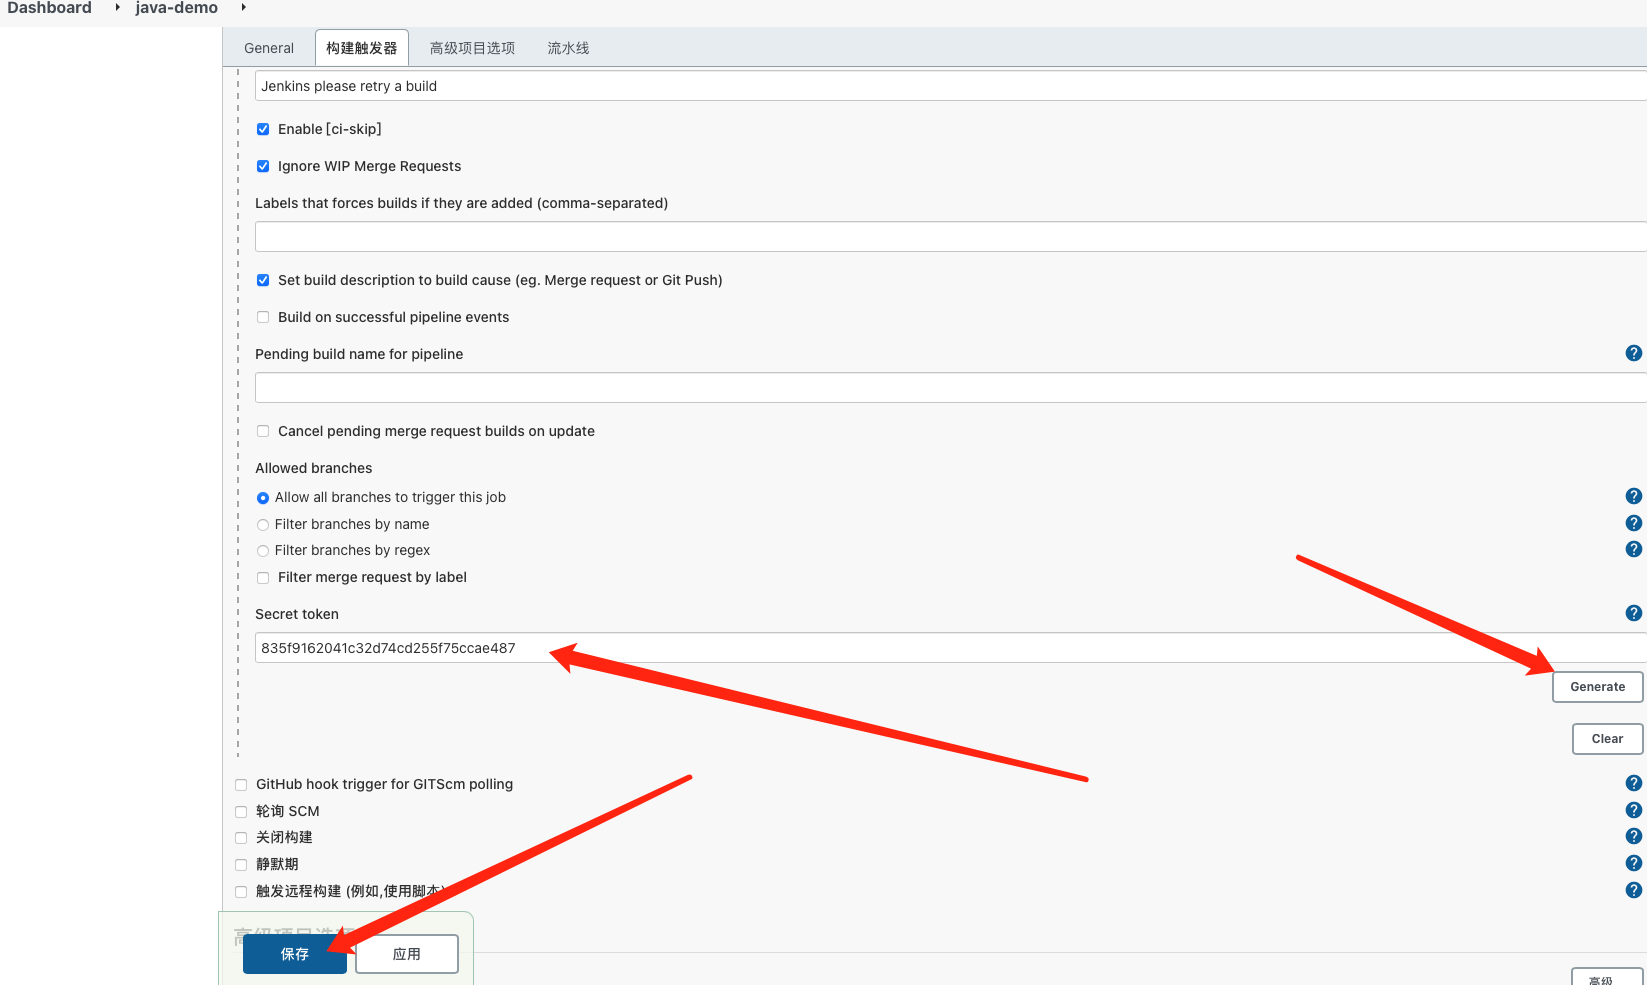 Dashboard java-demo
General 构建触发器 高级项目选项 流水线
Jenkins please retry a build
Enable [ci-skip]
Ignore WIP Merge Requests
Labels that forces builds if they are added (comma-separated)
Set build description to build cause (eg. Merge request or Git Push)
Build on successful pipeline events
Pending build name for pipeline
?
Cancel pending merge request builds on update
Allowed branches
Allow all branches to trigger this job ?
Filter branches by name ?
Filter branches by regex ?
Filter merge request by label
Secret token ?
835f9162041c32d74cd255f75ccae487
Generate
Clear
GitHub hook trigger for GITScm polling ?
轮询 SCM ?
关闭构建 ?
静默期 ?
触发远程构建 (例如,使用脚本) ?
高级项目选项
保存 应用
高级